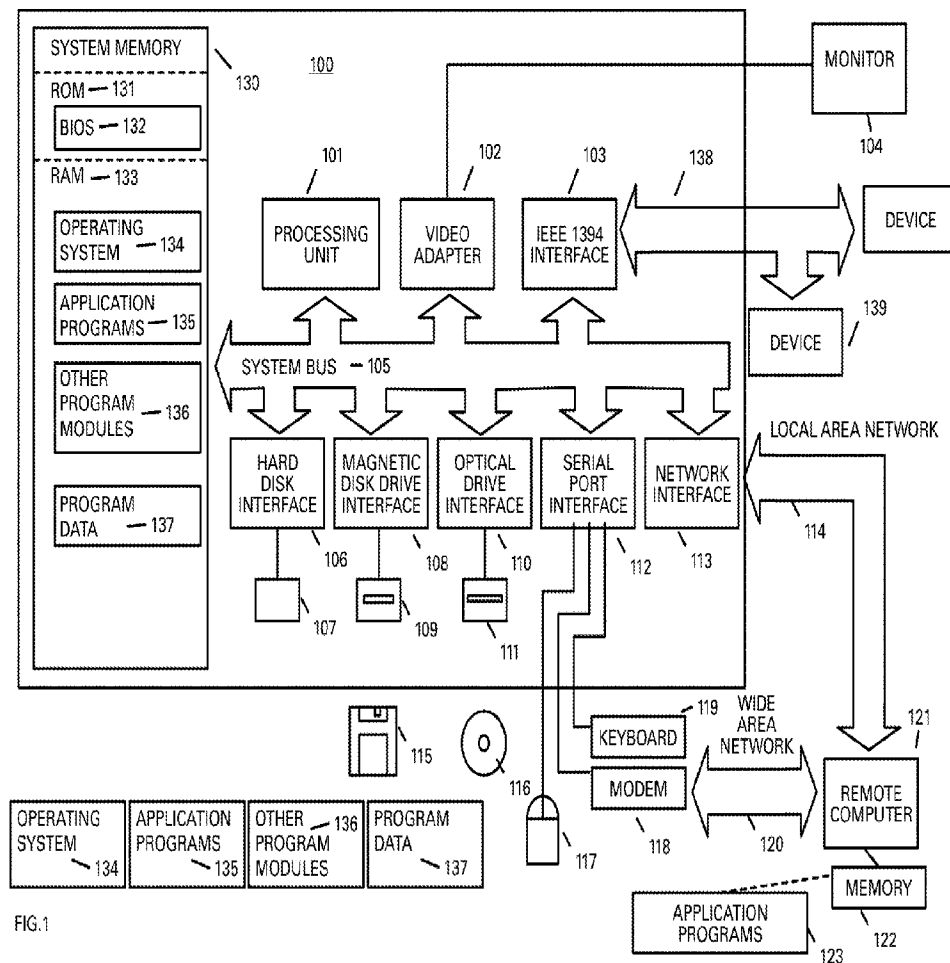 SYSTEM MEMORY
130
100
ROM 131
BIOS 132
RAM 133
OPERATING
SYSTEM 134
APPLICATION
PROGRAMS 135
OTHER
PROGRAM
MODULES 136
PROGRAM
DATA 137
101
102
103
138
PROCESSING
UNIT
VIDEO
ADAPTER
IEEE 1394
INTERFACE
MONITOR
104
DEVICE
DEVICE
139
SYSTEM BUS 105
HARD
DISK
INTERFACE
MAGNETIC
DISK DRIVE
INTERFACE
OPTICAL
DRIVE
INTERFACE
SERIAL
PORT
INTERFACE
NETWORK
INTERFACE
LOCAL AREA NETWORK
114
106
108
110
112
113
107
109
111
115
116
117
119
KEYBOARD
MODEM
118
WIDE
AREA
NETWORK
120
121
REMOTE
COMPUTER
MEMORY
122
APPLICATION
PROGRAMS
123
OPERATING
SYSTEM
134
APPLICATION
PROGRAMS
135
OTHER 136
PROGRAM
MODULES
PROGRAM
DATA
137
FIG.1